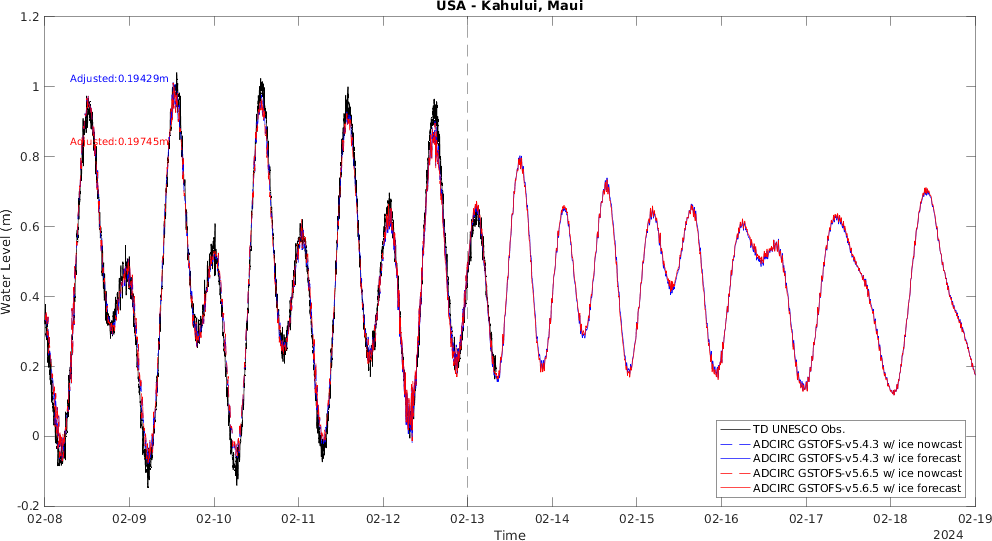 USA - Kahului, Maui
1.2
1
0.8
0.6
0.4
0.2
0
-0.2
Water Level (m)
Adjusted:0.19429m
Adjusted:0.19745m
TD UNESCO Obs.
ADCIRC GSTOFS-v5.4.3 w/ ice nowcast
ADCIRC GSTOFS-v5.4.3 w/ ice forecast
ADCIRC GSTOFS-v5.6.5 w/ ice nowcast
ADCIRC GSTOFS-v5.6.5 w/ ice forecast
02-08 02-09 02-10 02-11 02-12 02-13 02-14 02-15 02-16 02-17 02-18 02-19
Time
2024